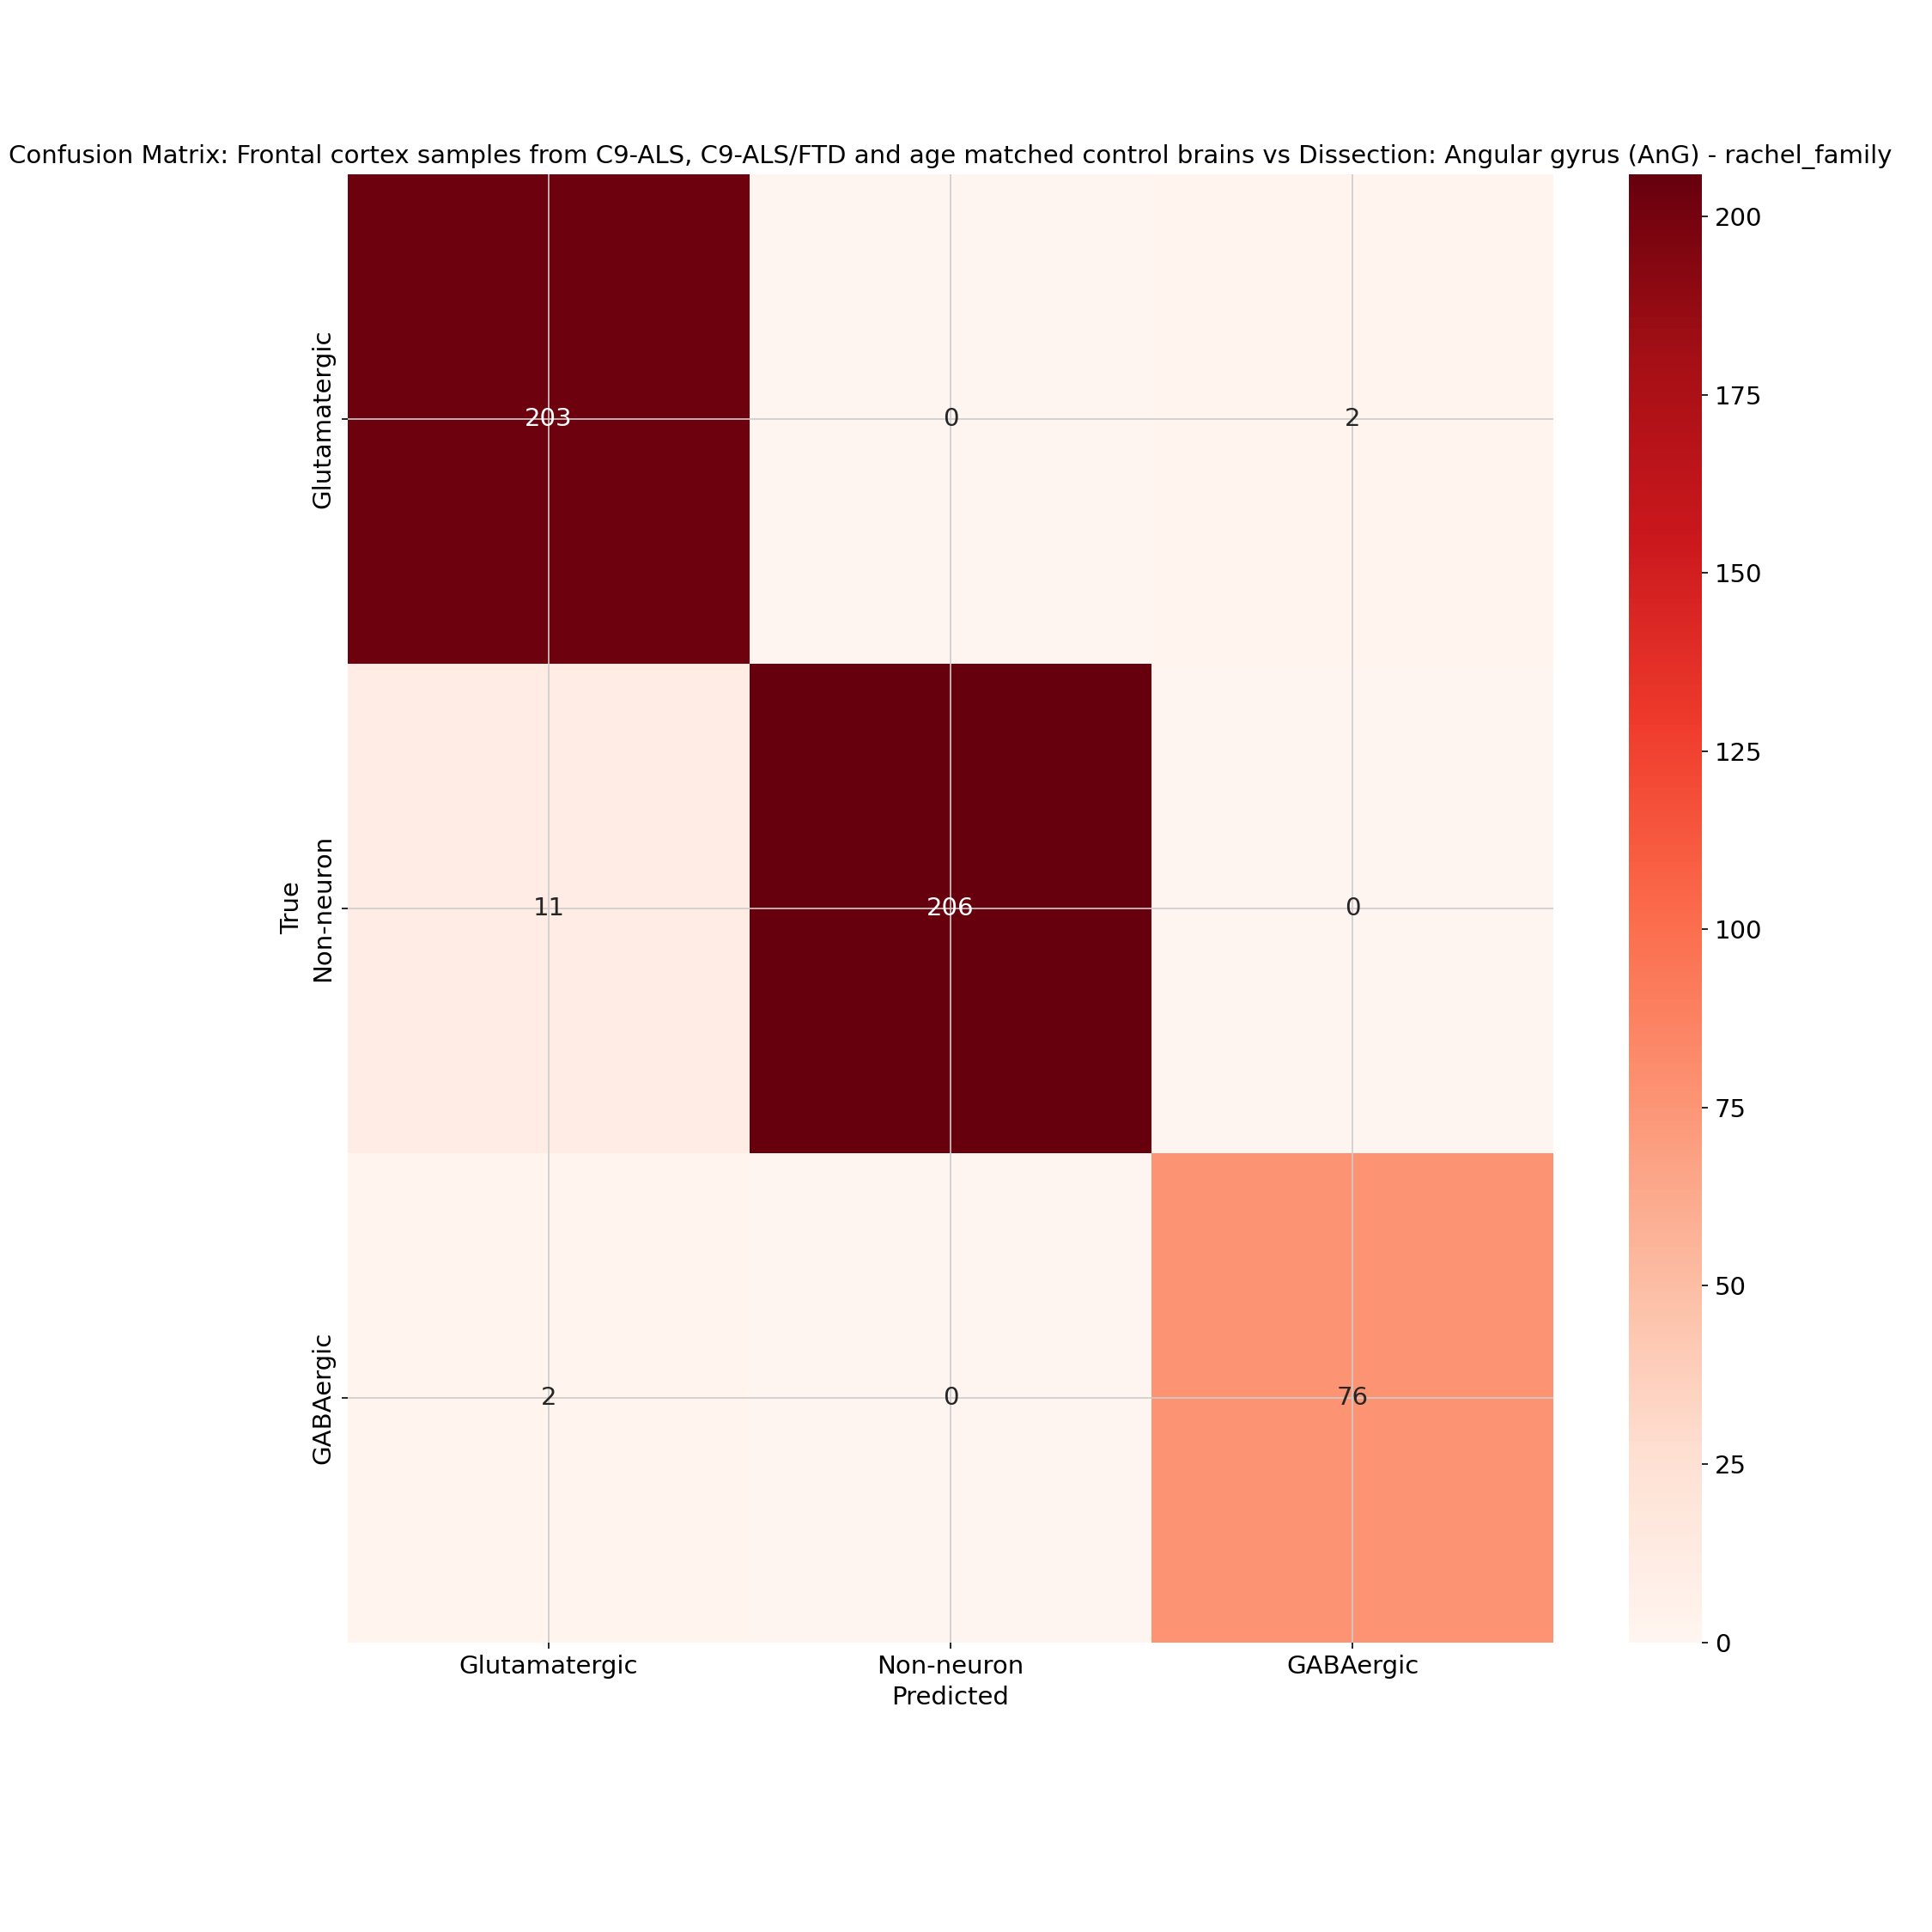 Confusion Matrix: Frontal cortex samples from C9-ALS, C9-ALS/FTD and age matched control brains vs Dissection: Angular gyrus (AnG) - rachel_family
True
Glutamatergic
203
0
2
Non-neuron
11
206
0
GABAergic
2
0
76
Glutamatergic
Non-neuron
GABAergic
Predicted
200
175
150
125
100
75
50
25
0